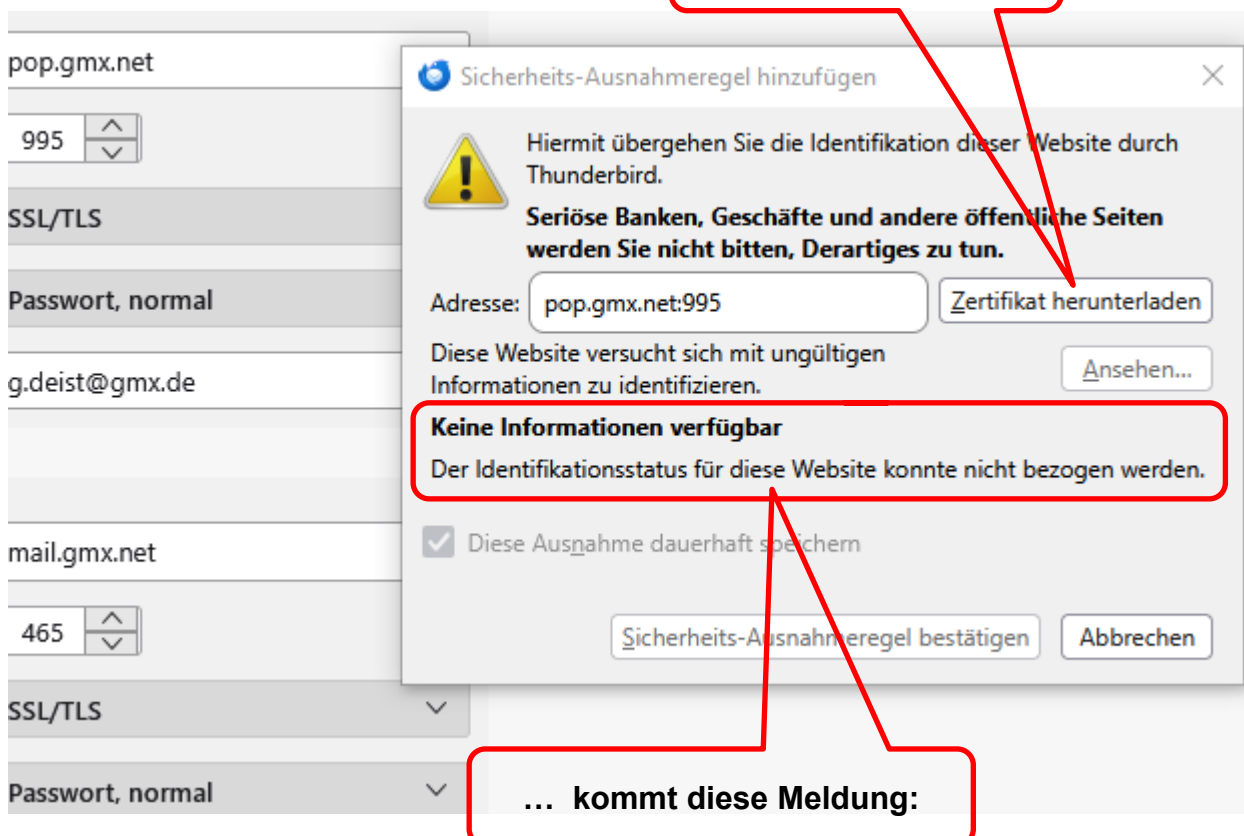 pop.gmx.net
995
SSL/TLS
Passwort, normal
g.deist@gmx.de
mail.gmx.net
465
SSL/TLS
Passwort, normal
Sicherheits-Ausnahmeregel hinzufügen
Hiermit übergehen Sie die Identifikation dieser Website durch
Thunderbird.
Seriöse Banken, Geschäfte und andere öffentliche Seiten
werden Sie nicht bitten, Derartiges zu tun.
Adresse: pop.gmx.net:995 Zertifikat herunterladen
Diese Website versucht sich mit ungültigen
Informationen zu identifizieren.
Ansehen...
Keine Informationen verfügbar
Der Identifikationsstatus für diese Website konnte nicht bezogen werden.
Diese Ausnahme dauerhaft speichern
Sicherheits-Ausnahmeregel bestätigen Abbrechen
… kommt diese Meldung: